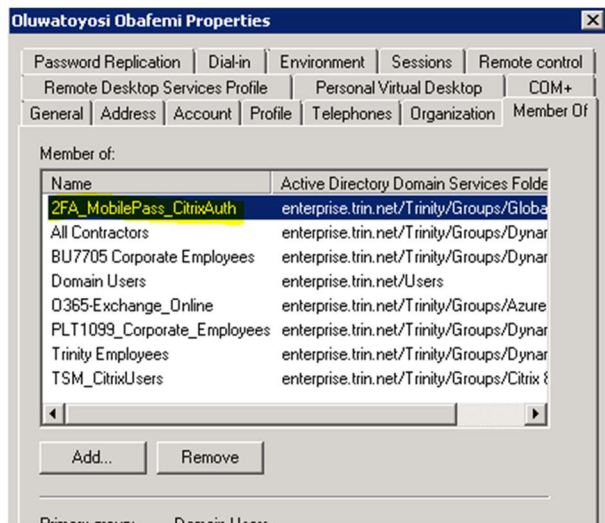 Oluwatoyosi Obafemi Properties
Password Replication Dial-in Environment Sessions Remote control
Remote Desktop Services Profile Personal Virtual Desktop COM+
General Address Account Profile Telephones Organization Member Of
Member of:
Name Active Directory Domain Services Folde
2FA_MobilePass_CitrixAuth enterprise.trin.net/Trinity/Groups/Globa
All Contractors enterprise.trin.net/Trinity/Groups/Dynar
BU7705 Corporate Employees enterprise.trin.net/Trinity/Groups/Dynar
Domain Users enterprise.trin.net/Users
O365-Exchange_Online enterprise.trin.net/Trinity/Groups/Azure
PLT1099_Corporate_Employees enterprise.trin.net/Trinity/Groups/Dynar
Trinity Employees enterprise.trin.net/Trinity/Groups/Dynar
TSM_CitrixUsers enterprise.trin.net/Trinity/Groups/Citrix
Add... Remove
Primary group: Domain Users